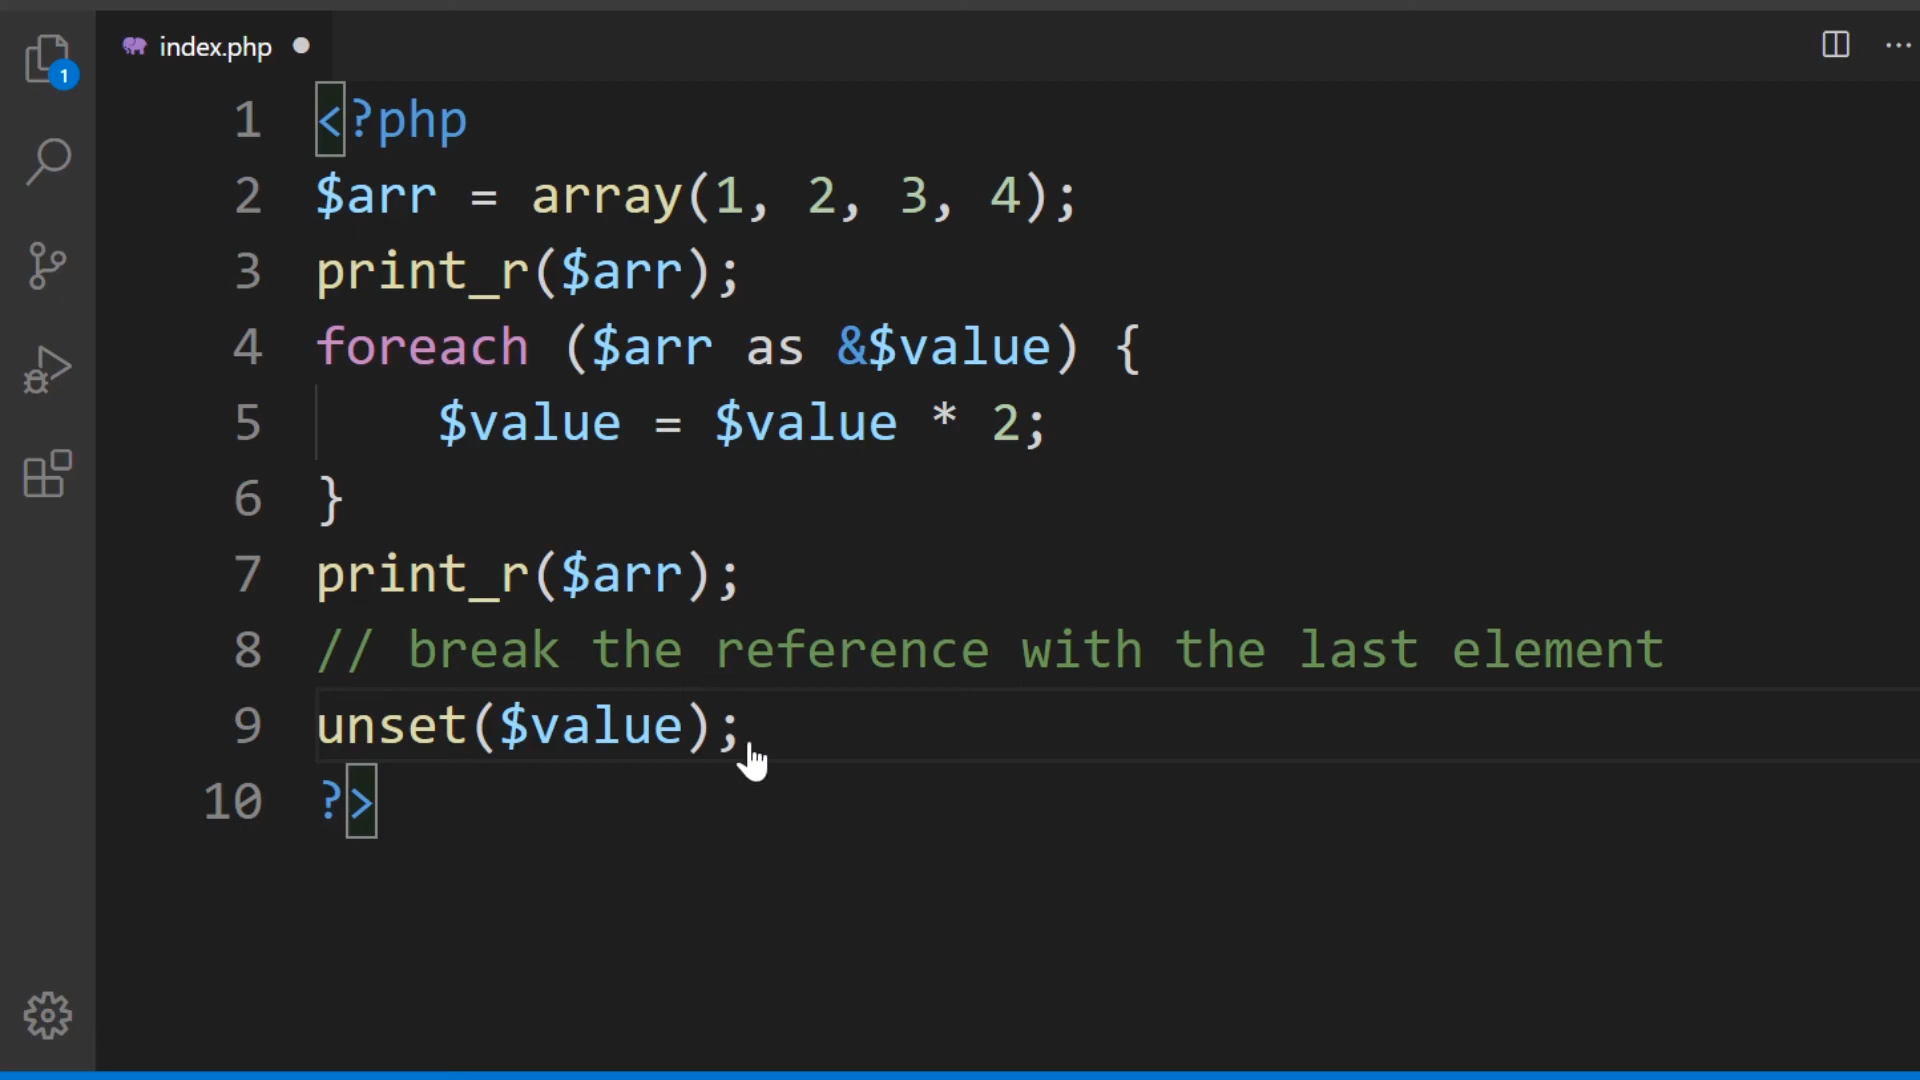 index.php
1
1 <?php
2 $arr = array(1, 2, 3, 4);
3 print_r($arr);
4 foreach ($arr as &$value) {
5     $value = $value * 2;
6 }
7 print_r($arr);
8 // break the reference with the last element
9 unset($value);
10 ?>